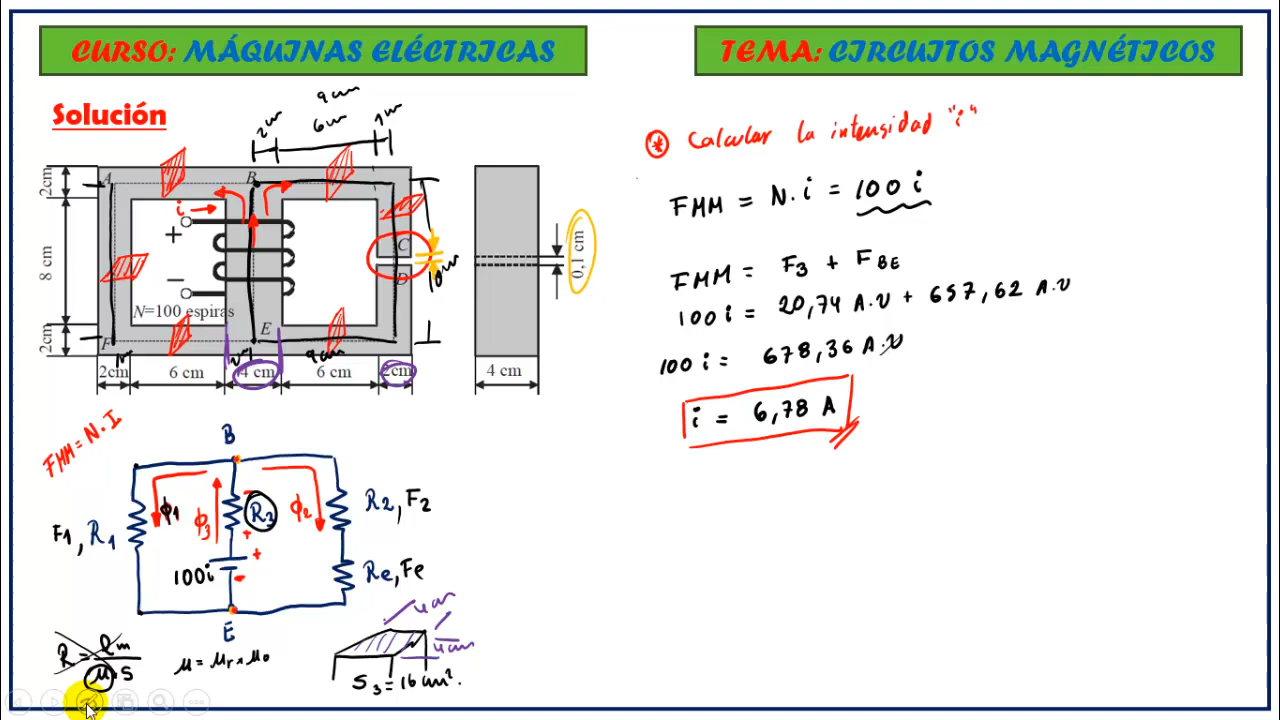 CURSO: MÁQUINAS ELÉCTRICAS
TEMA: CIRCUITOS MAGNÉTICOS
Solución
9cm
2cm 6cm 1cm
2cm
8 cm
2cm
A B
i
+
−
C
D
10cm
0,1 cm
N=100 espiras
F E
9cm
2cm 6 cm 4 cm 6 cm 2cm
4 cm
FMM = N.I
B
F1, R1
ϕ1
ϕ3
R3
ϕ2
R2, F2
+
+
100i
−
Re, Fe
E
R = lm / μ.S
μ = μr × μo
4cm
4cm
S3 = 16cm².
* Calcular la intensidad "i"
FMM = N.i = 100 i
FMM = F3 + FBE
100 i = 20,74 A.v + 657,62 A.v
100 i = 678,36 A.v
i = 6,78 A